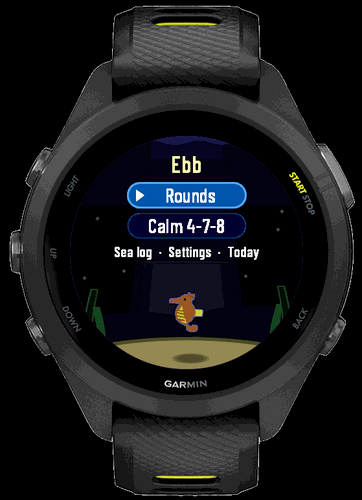 Ebb
Rounds
Calm 4-7-8
Sea log · Settings · Today
LIGHT
START STOP
UP
DOWN
BACK
GARMIN